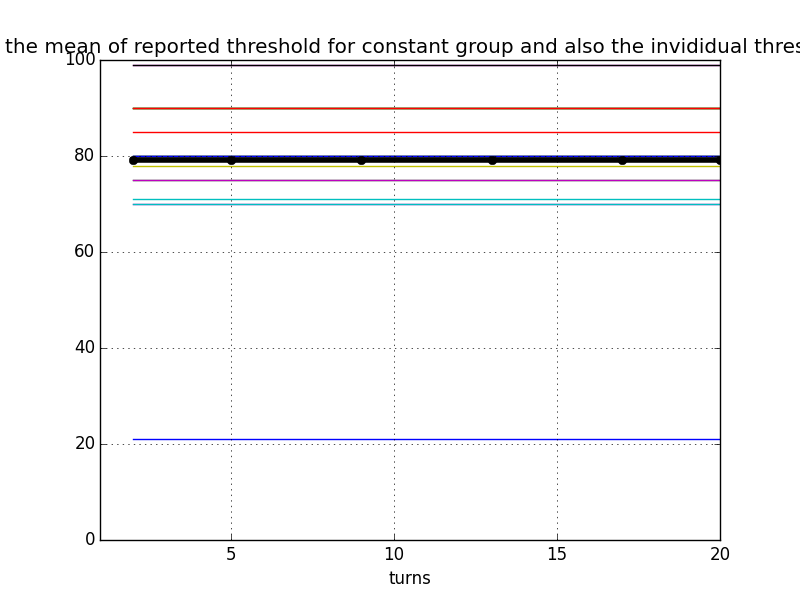 the mean of reported threshold for constant group and also the invididual thres
100
80
60
40
20
0
5 10 15 20
turns